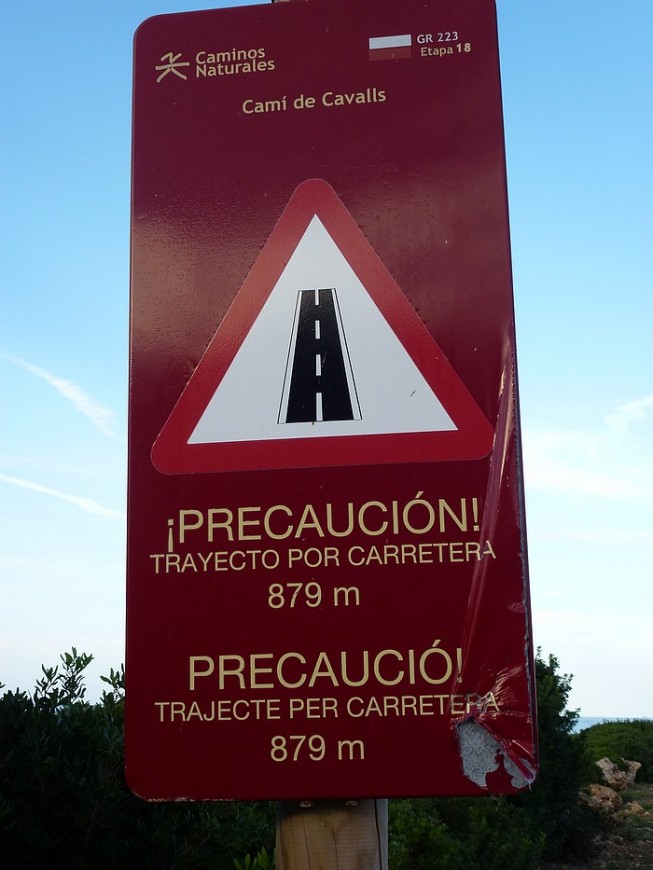 Caminos
Naturales
GR 223
Etapa 18
Camí de Cavalls
¡PRECAUCIÓN!
TRAYECTO POR CARRETERA
879 m
PRECAUCIÓ!
TRAJECTE PER CARRETERA
879 m